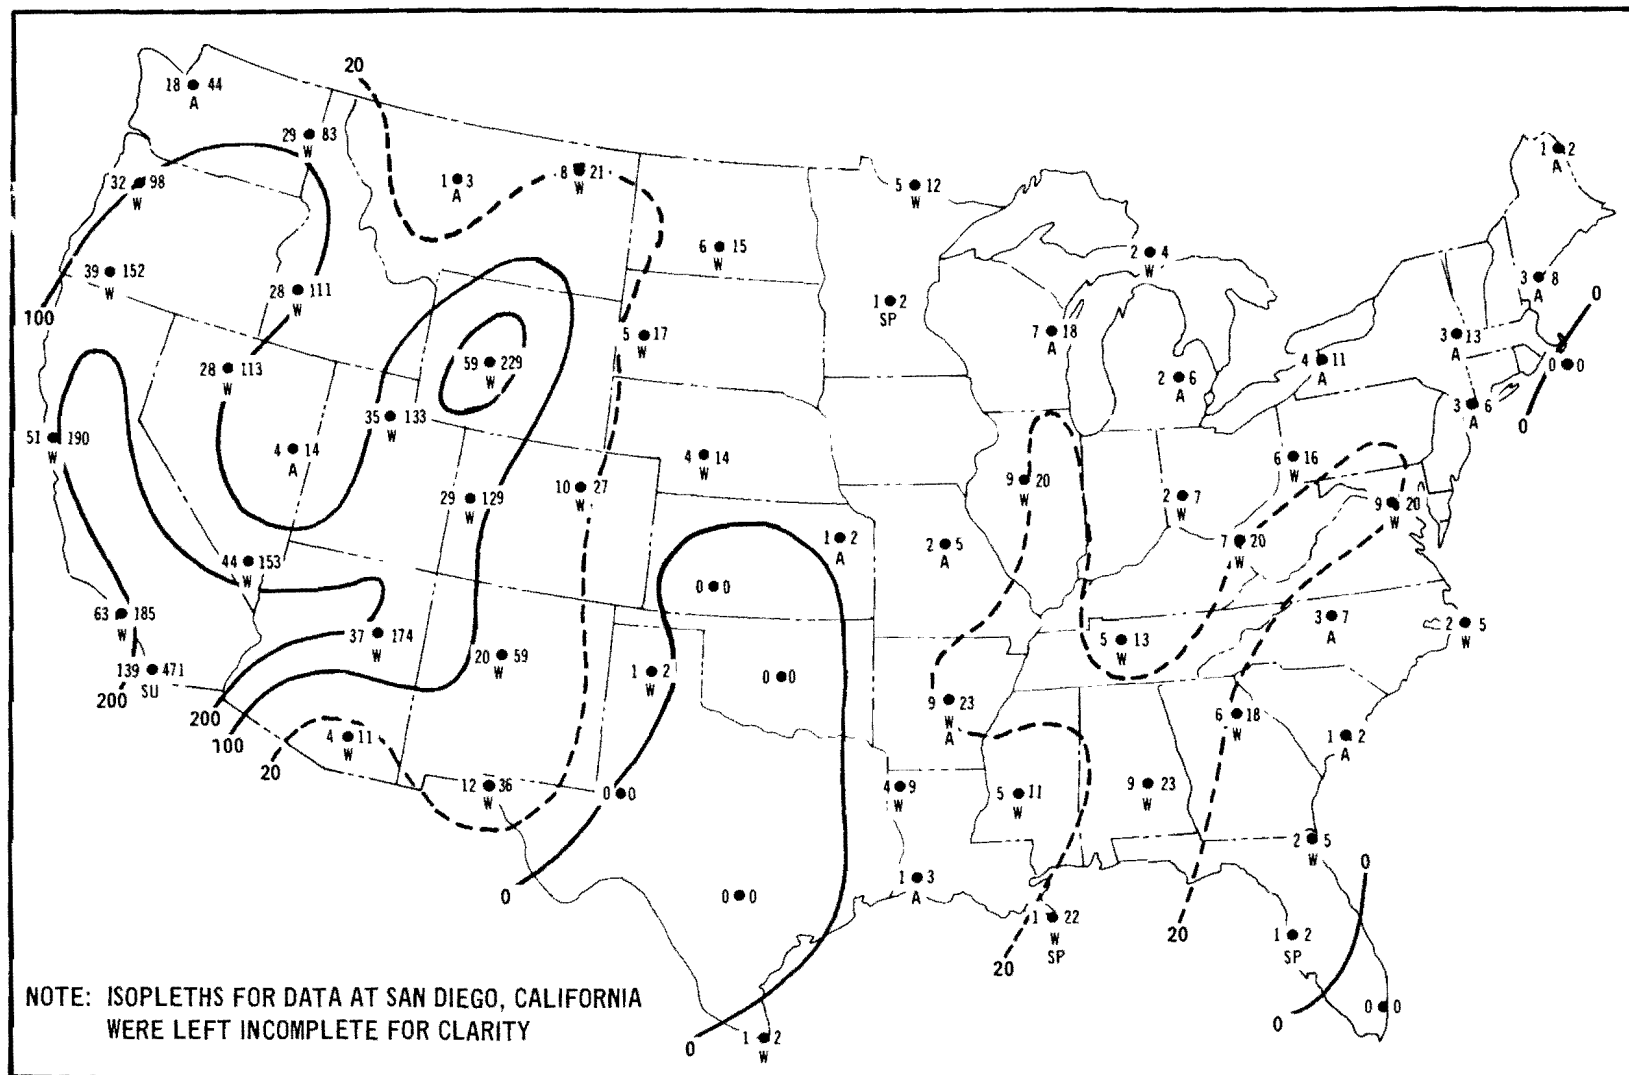 20
18 44
A
29 83
W
32 98
W
1 3
A
8 21
W
5 12
W
1 2
A
6 15
W
2 4
W
39 152
W
28 111
W
100
1 2
SP
3 8
A
0
5 17
W
7 18
A
3 13
A
4 11
A
0 0
59 229
W
28 113
W
2 6
A
3 6
A
0
35 133
W
51 190
W
4 14
A
4 14
W
6 16
W
9 20
W
10 27
W
29 129
W
2 7
W
9 20
W
1 2
A
2 5
A
7 20
W
44 153
W
0 0
63 185
W
37 174
W
3 7
A
2 5
W
5 13
W
20 59
W
139 471
SU
1 2
W
0 0
200
200
100
9 23
W
A
6 18
W
1 2
A
4 11
W
20
12 36
W
0 0
4 9
W
5 11
W
9 23
W
2 5
W
0
1 3
A
0
0 0
1 22
W
SP
20
20
1 2
SP
0 0
0
NOTE: ISOPLETHS FOR DATA AT SAN DIEGO, CALIFORNIA
WERE LEFT INCOMPLETE FOR CLARITY
1 2
W
0